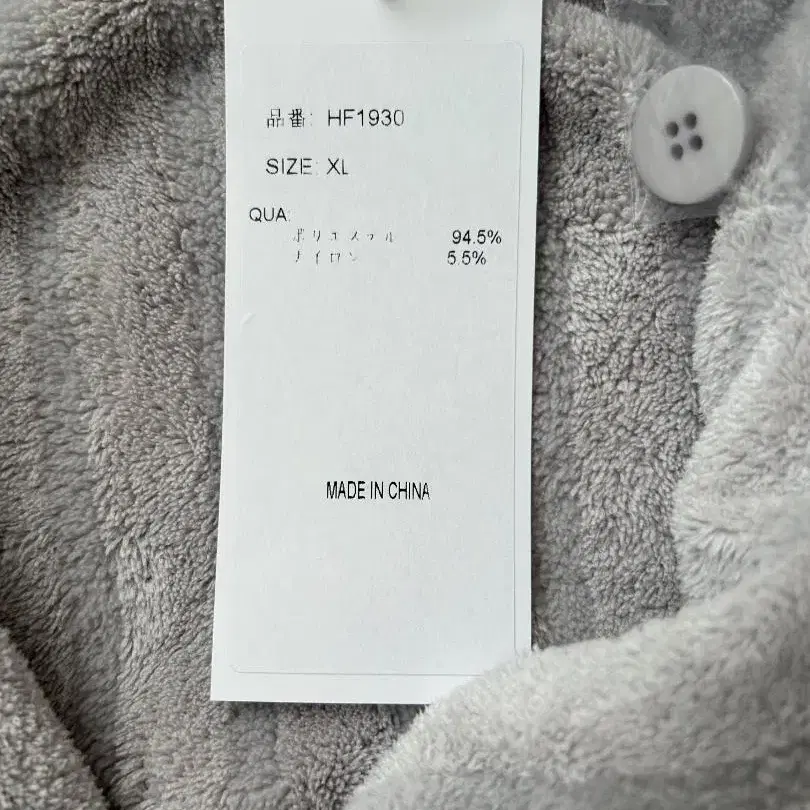 品番: HF1930
SIZE: XL
QUA:
ポリエステル 94.5%
ナイロン 5.5%
MADE IN CHINA